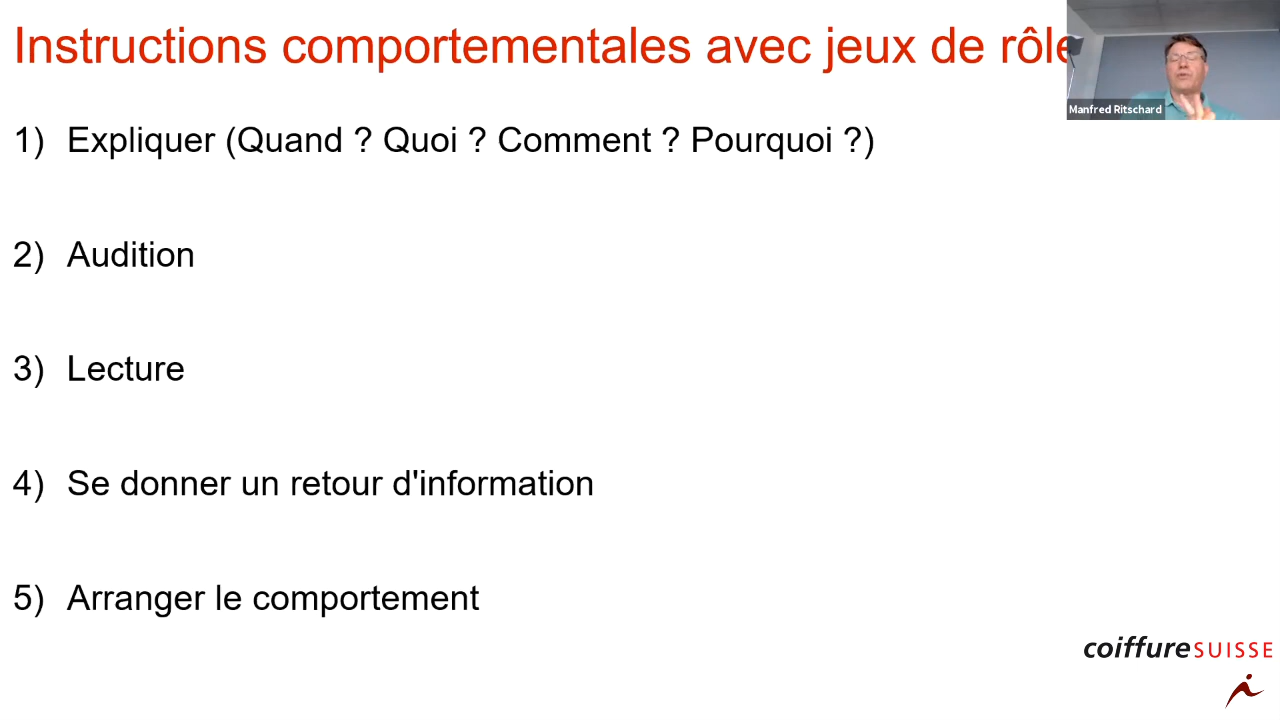 Instructions comportementales avec jeux de rôle
Manfred Ritschard
1) Expliquer (Quand ? Quoi ? Comment ? Pourquoi ?)
2) Audition
3) Lecture
4) Se donner un retour d'information
5) Arranger le comportement
coiffureSUISSE